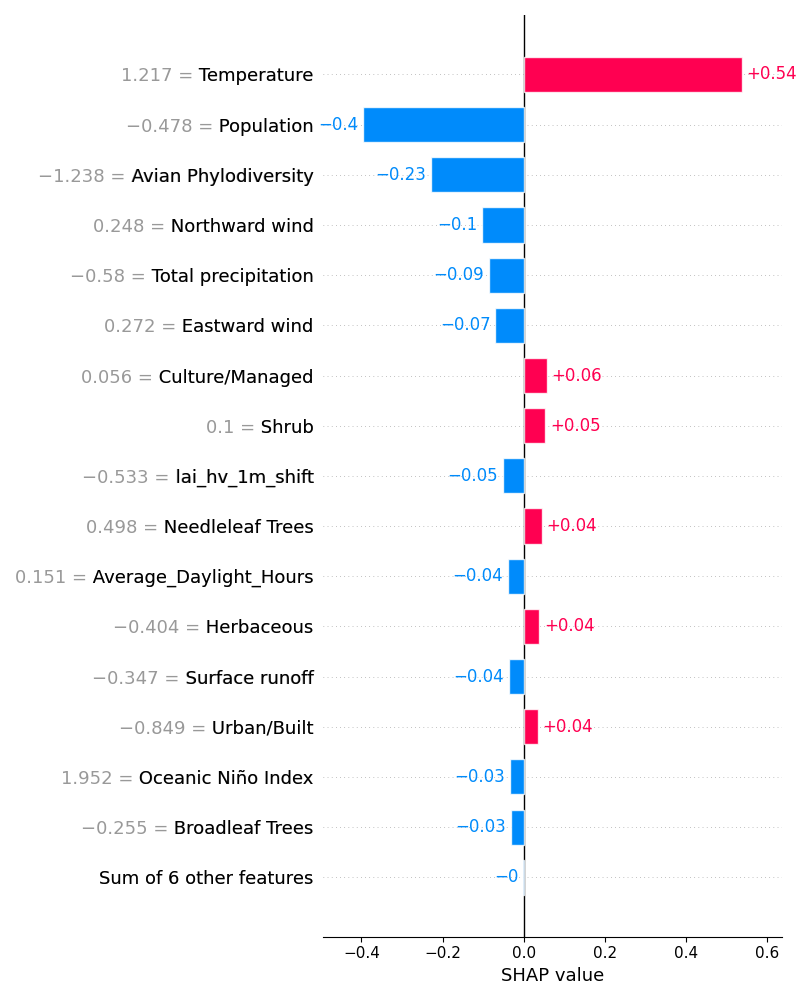 1.217 = Temperature +0.54
−0.478 = Population −0.4
−1.238 = Avian Phylodiversity −0.23
0.248 = Northward wind −0.1
−0.58 = Total precipitation −0.09
0.272 = Eastward wind −0.07
0.056 = Culture/Managed +0.06
0.1 = Shrub +0.05
−0.533 = lai_hv_1m_shift −0.05
0.498 = Needleleaf Trees +0.04
0.151 = Average_Daylight_Hours −0.04
−0.404 = Herbaceous +0.04
−0.347 = Surface runoff −0.04
−0.849 = Urban/Built +0.04
1.952 = Oceanic Niño Index −0.03
−0.255 = Broadleaf Trees −0.03
Sum of 6 other features −0
−0.4 −0.2 0.0 0.2 0.4 0.6
SHAP value